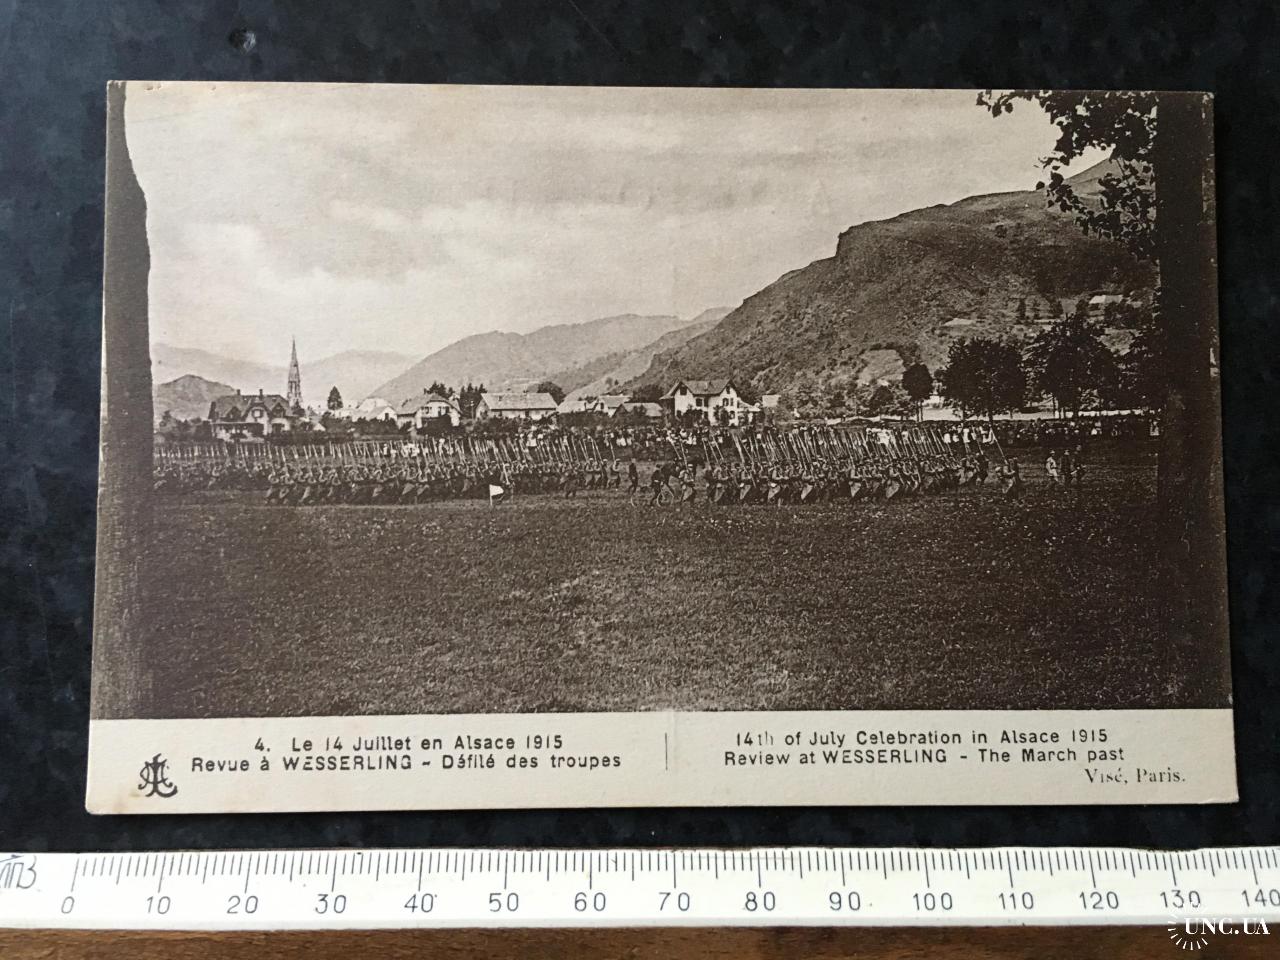 4. Le 14 Juillet en Alsace 1915
Revue à WESSERLING - Défilé des troupes
14th of July Celebration in Alsace 1915
Review at WESSERLING - The March past
Visé, Paris.
0 10 20 30 40 50 60 70 80 90 100 110 120 130 140
UNC.UA